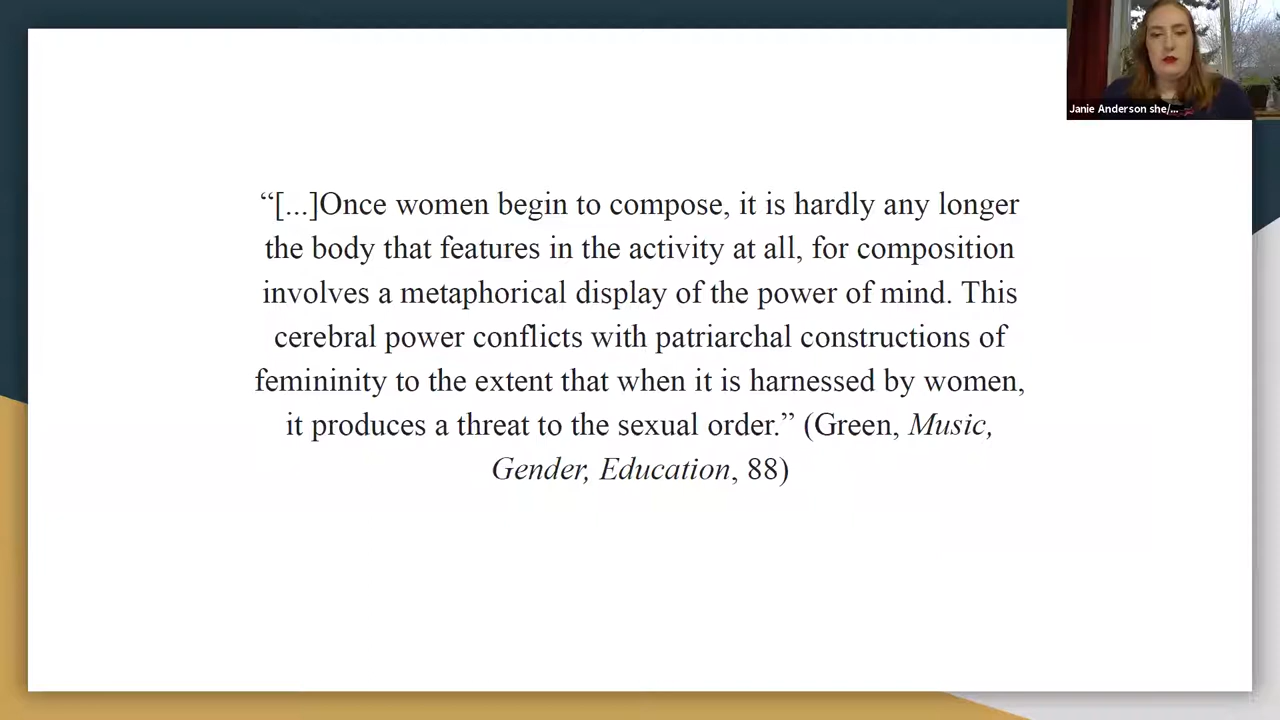 Janie Anderson she/...
“[...]Once women begin to compose, it is hardly any longer
the body that features in the activity at all, for composition
involves a metaphorical display of the power of mind. This
cerebral power conflicts with patriarchal constructions of
femininity to the extent that when it is harnessed by women,
it produces a threat to the sexual order.” (Green, Music,
Gender, Education, 88)